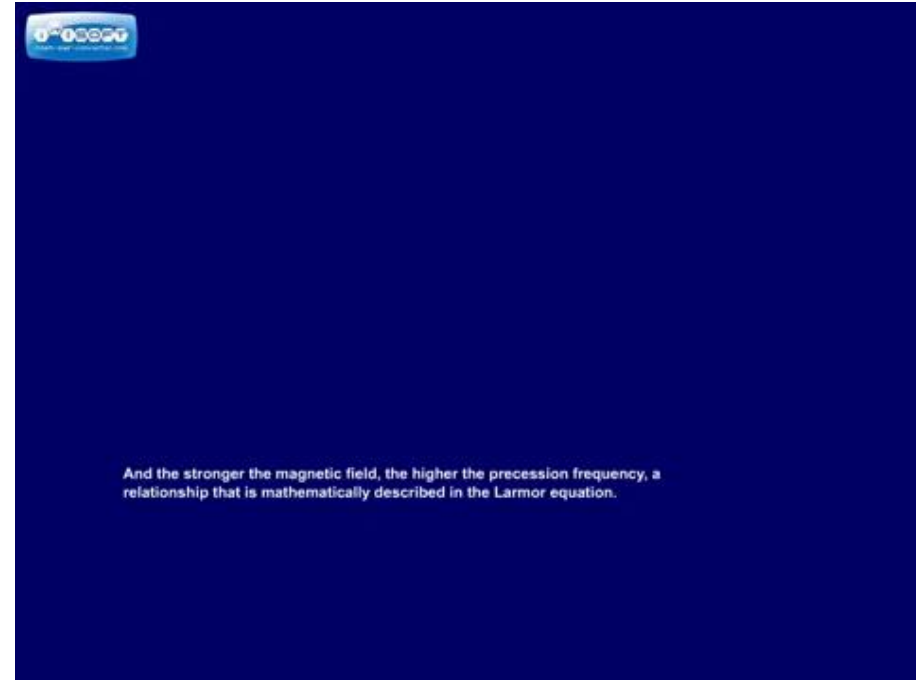 And the stronger the magnetic field, the higher the precession frequency, a
relationship that is mathematically described in the Larmor equation.